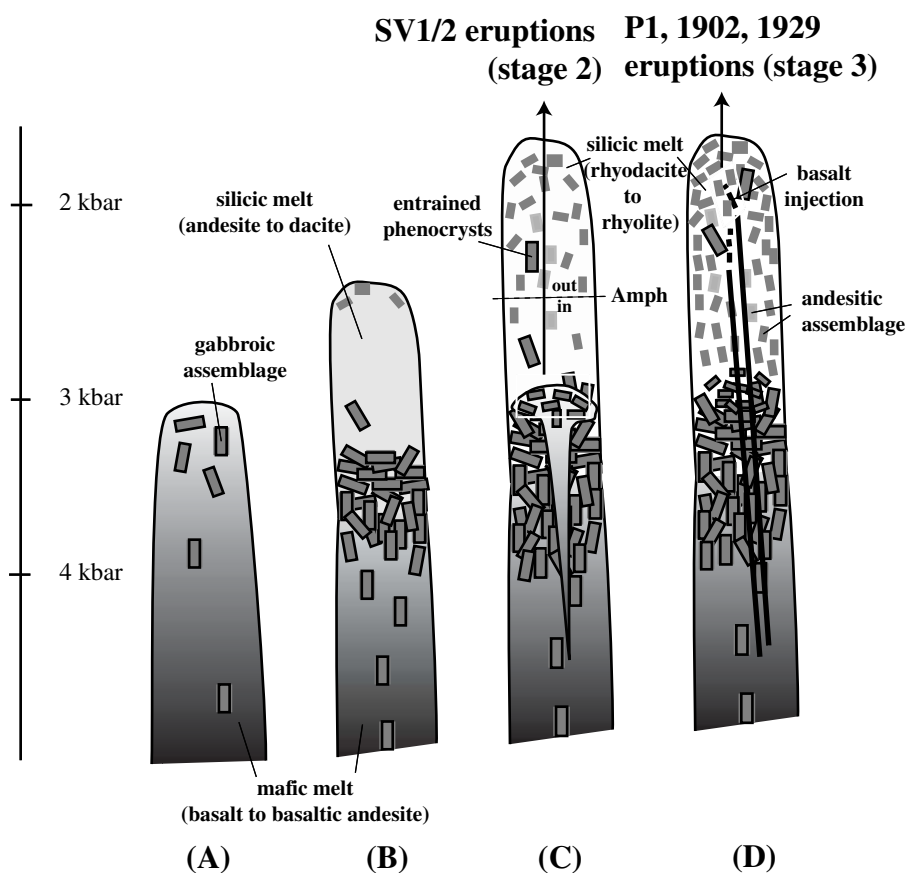 SV1/2 eruptions
(stage 2)
P1, 1902, 1929
eruptions (stage 3)
2 kbar
3 kbar
4 kbar
silicic melt
(andesite to dacite)
gabbroic
assemblage
entrained
phenocrysts
silicic melt
(rhyodacite
to
rhyolite)
basalt
injection
out
in
Amph
andesitic
assemblage
mafic melt
(basalt to basaltic andesite)
(A)
(B)
(C)
(D)